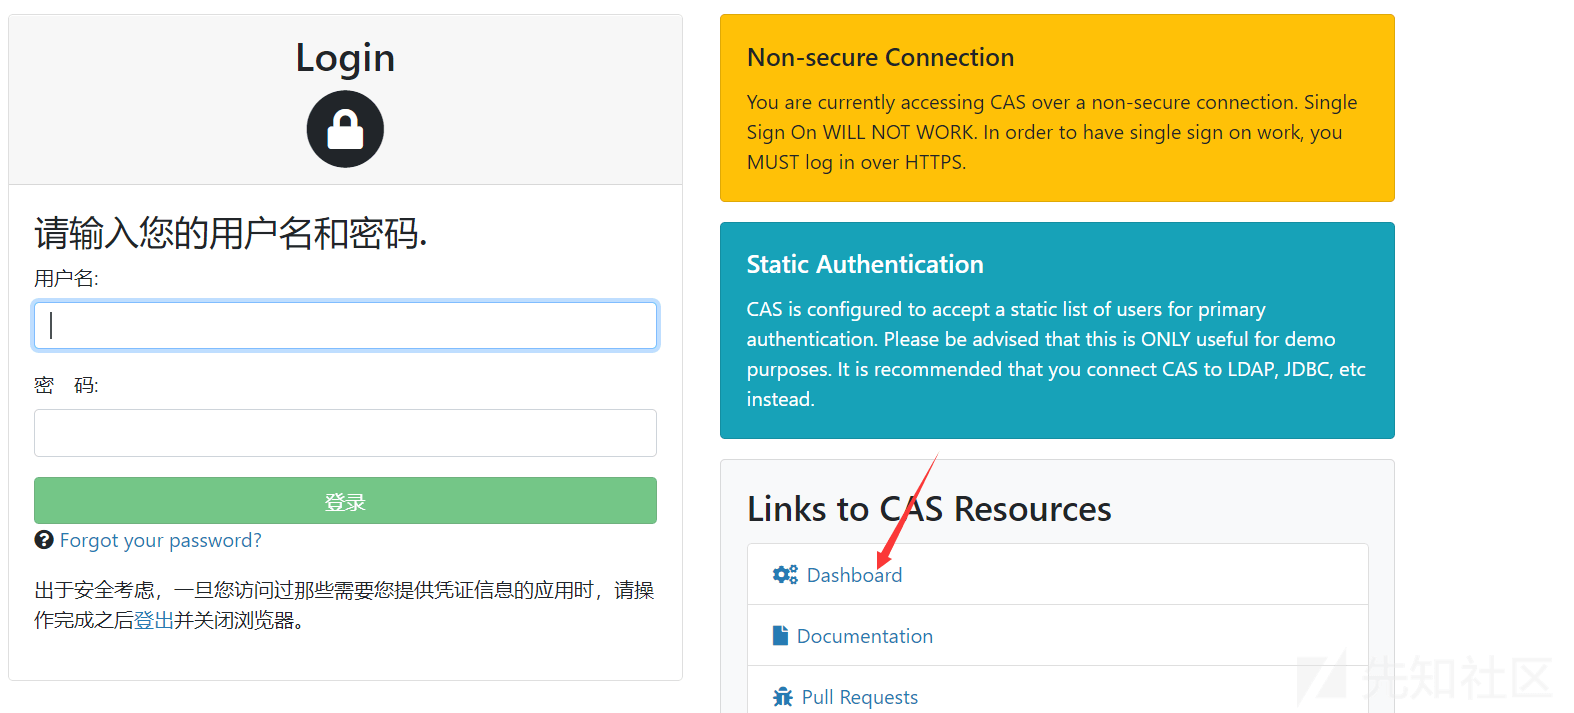 Login
请输入您的用户名和密码.
用户名:
密 码:
登录
Forgot your password?
出于安全考虑，一旦您访问过那些需要您提供凭证信息的应用时，请操
作完成之后登出并关闭浏览器。
Non-secure Connection
You are currently accessing CAS over a non-secure connection. Single
Sign On WILL NOT WORK. In order to have single sign on work, you
MUST log in over HTTPS.
Static Authentication
CAS is configured to accept a static list of users for primary
authentication. Please be advised that this is ONLY useful for demo
purposes. It is recommended that you connect CAS to LDAP, JDBC, etc
instead.
Links to CAS Resources
Dashboard
Documentation
Pull Requests
先知社区